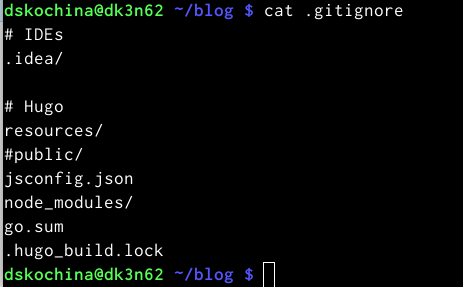 dskochina@dk3n62 ~/blog $ cat .gitignore
# IDEs
.idea/

# Hugo
resources/
#public/
jsconfig.json
node_modules/
go.sum
.hugo_build.lock
dskochina@dk3n62 ~/blog $